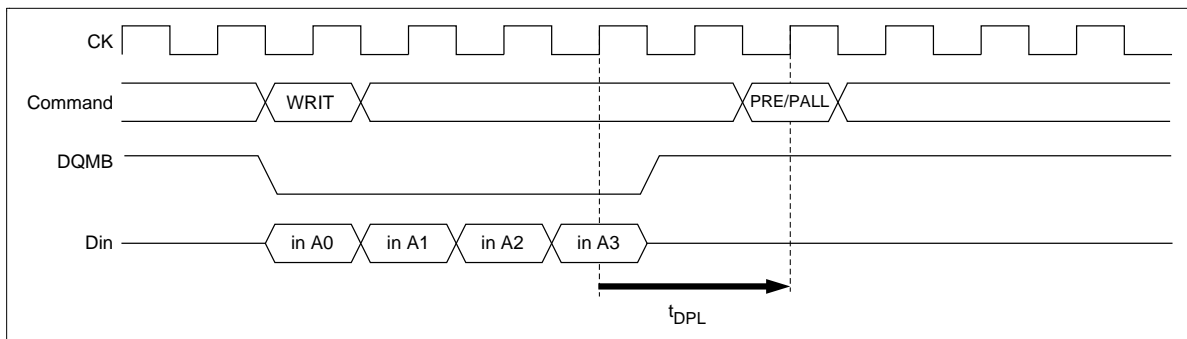 CK
Command WRIT PRE/PALL
DQMB
Din in A0 in A1 in A2 in A3
tDPL